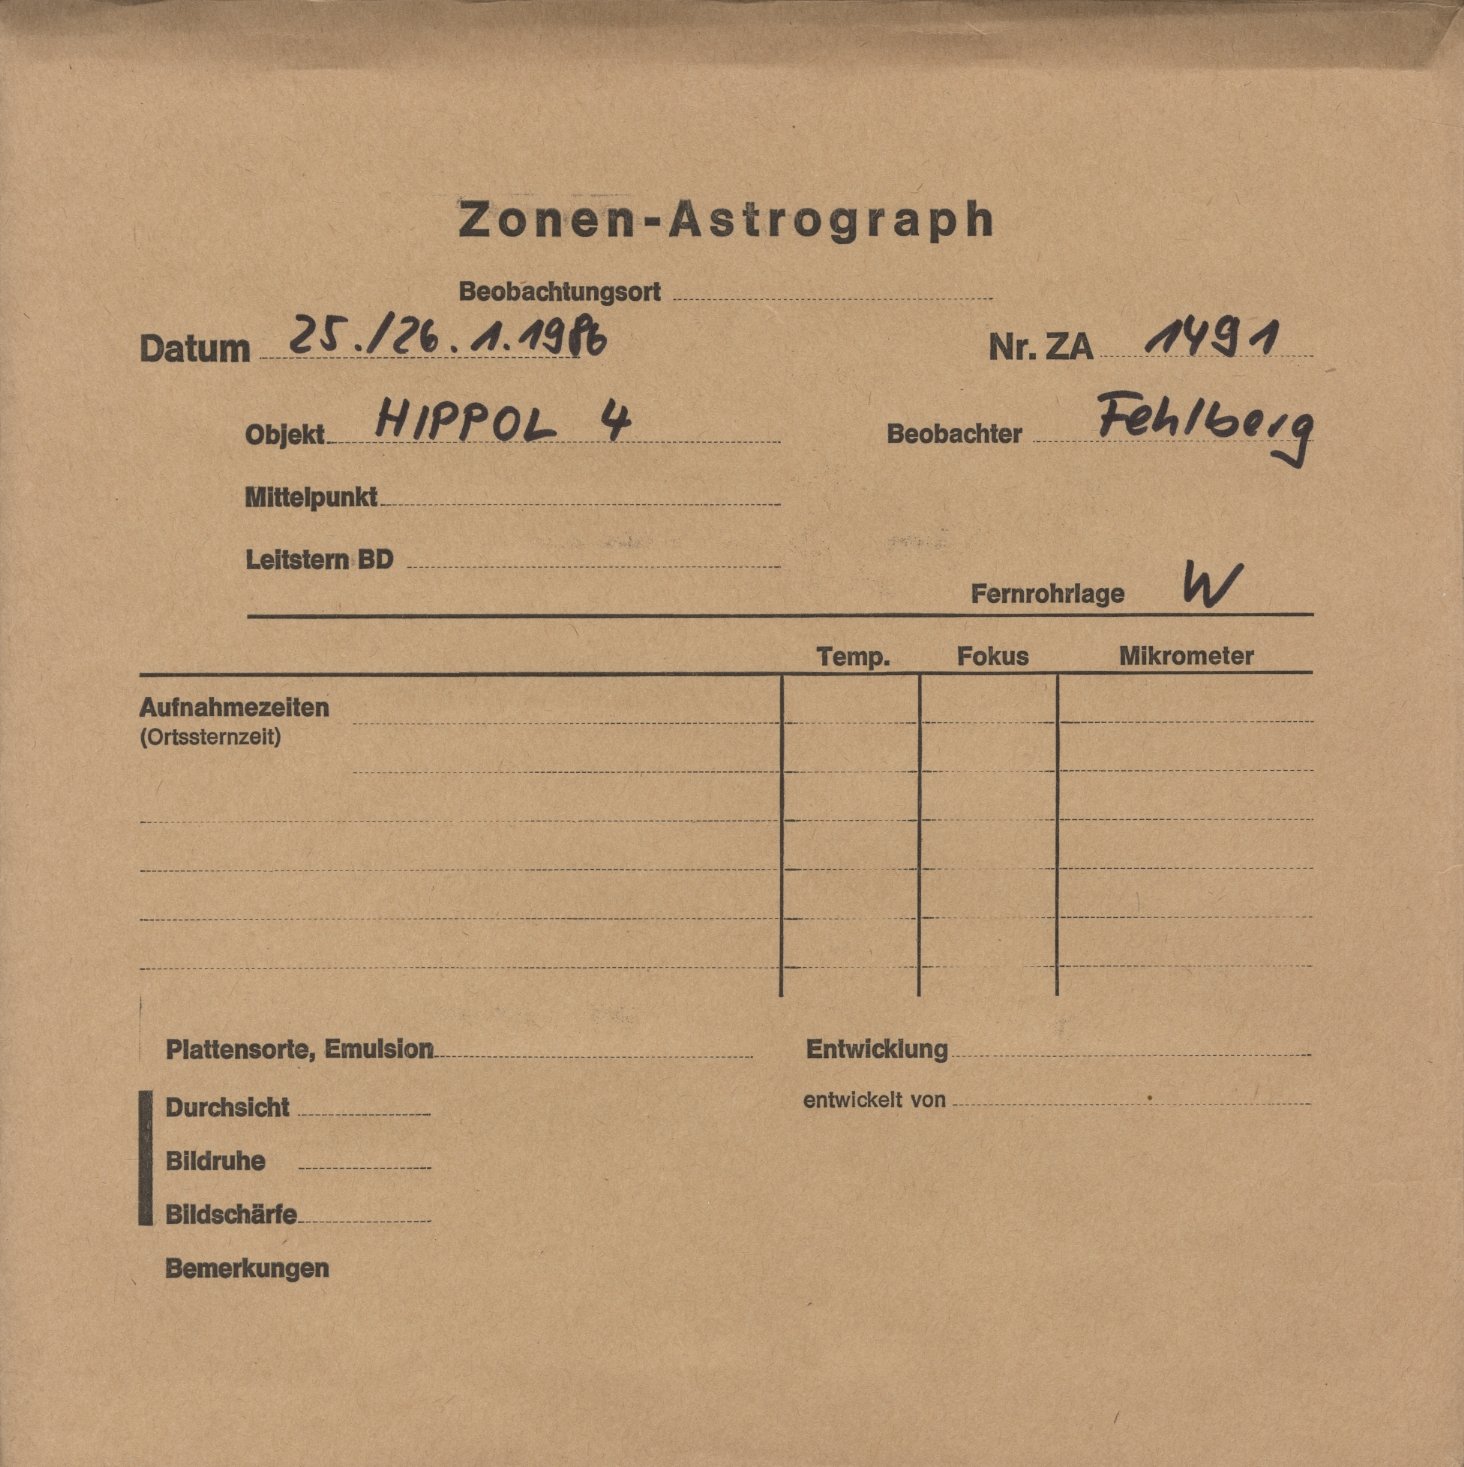 Zonen-Astrograph
Beobachtungsort
Datum 25./26.1.1986 Nr. ZA 1491
Objekt HIPPOL 4 Beobachter Fehlberg
Mittelpunkt
Leitstern BD
Fernrohrlage W
Temp. Fokus Mikrometer
Aufnahmezeiten
(Ortssternzeit)
Plattensorte, Emulsion Entwicklung
Durchsicht entwickelt von
Bildruhe
Bildschärfe
Bemerkungen